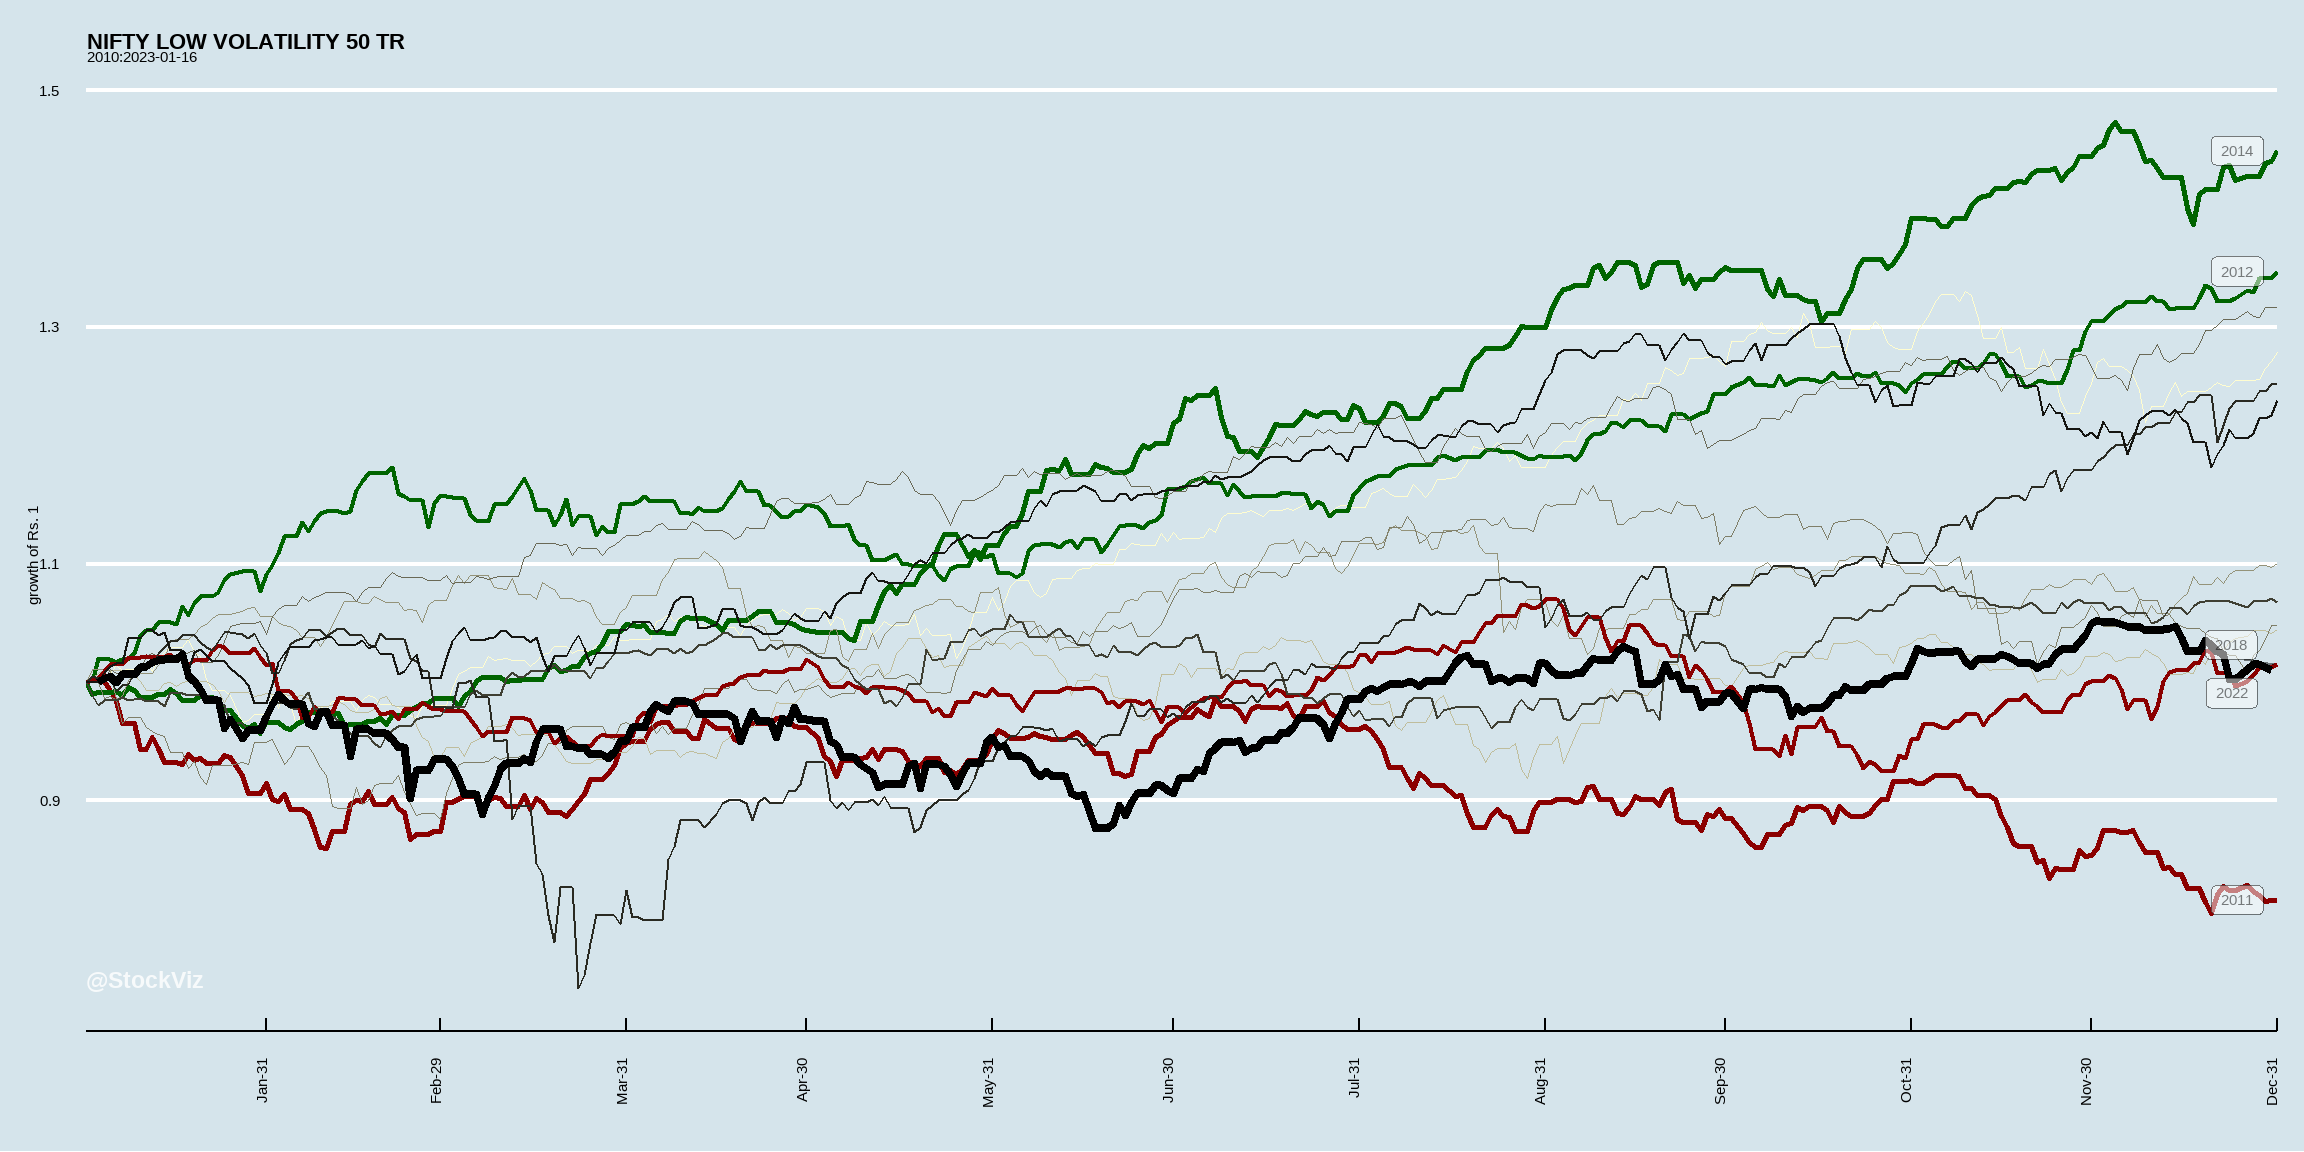 NIFTY LOW VOLATILITY 50 TR
2010:2023-01-16
growth of Rs. 1
1.5
1.3
1.1
0.9
2014
2012
2018
2022
2011
@StockViz
Jan-31
Feb-29
Mar-31
Apr-30
May-31
Jun-30
Jul-31
Aug-31
Sep-30
Oct-31
Nov-30
Dec-31